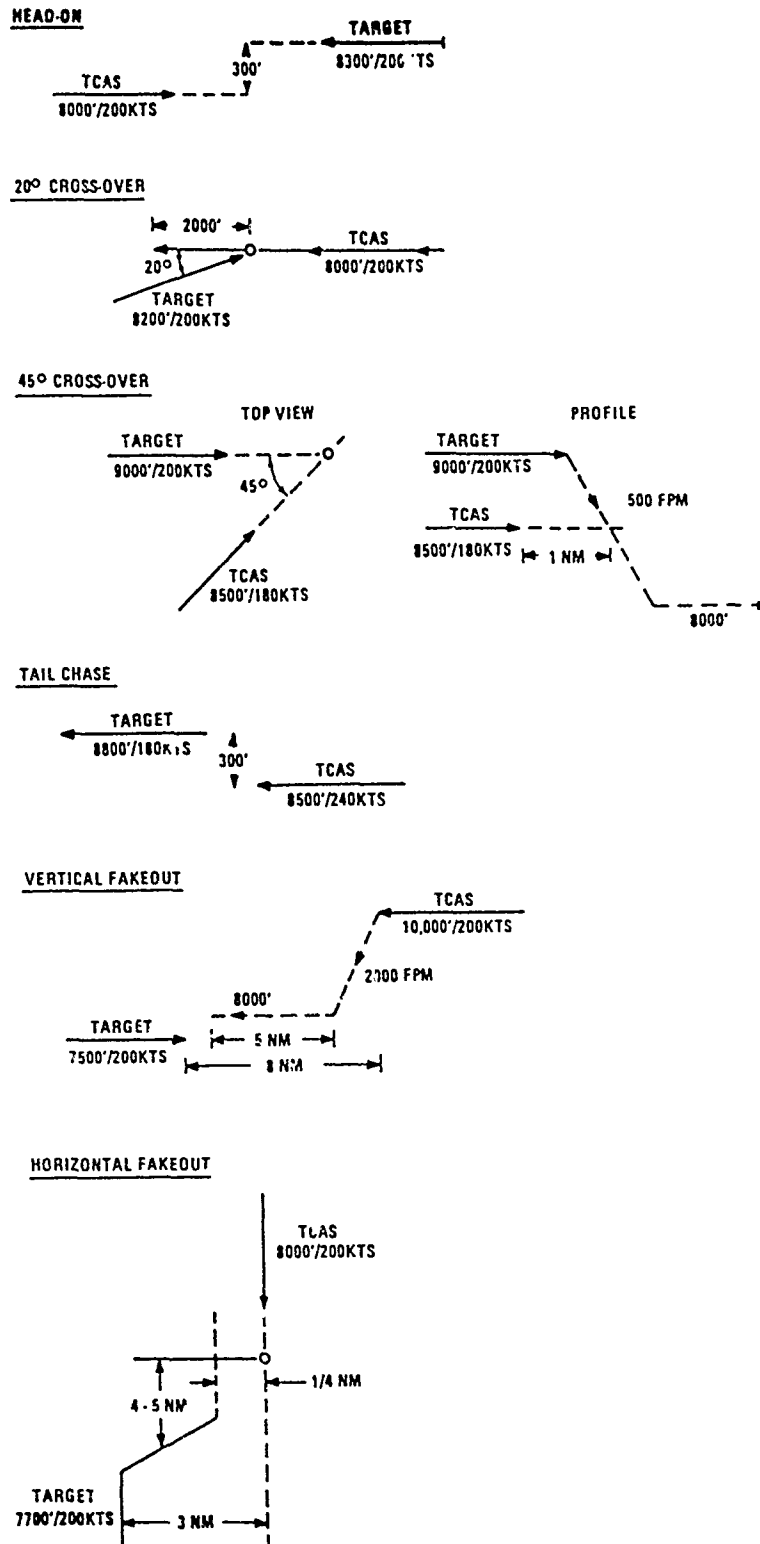 HEAD-ON
TARGET
300'
TCAS
8000'/200KTS
20° CROSS-OVER
2000'
TCAS
8000'/200KTS
20°
TARGET
8200'/200KTS
45° CROSS-OVER
TOP VIEW
PROFILE
TARGET
9000'/200KTS
45°
TCAS
8500'/180KTS
TARGET
9000'/200KTS
500 FPM
TCAS
8500'/180KTS
1 NM
8000'
TAIL CHASE
TARGET
300'
TCAS
8500'/240KTS
VERTICAL FAKEOUT
TCAS
10,000'/200KTS
2000 FPM
8000'
TARGET
7500'/200KTS
5 NM
8 NM
HORIZONTAL FAKEOUT
TCAS
8000'/200KTS
1/4 NM
4 - 5 NM
TARGET
7700'/200KTS
3 NM